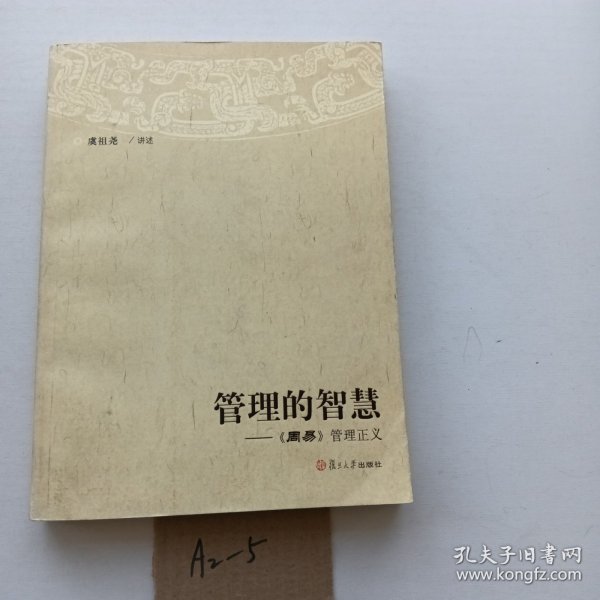 虞祖尧 / 讲述
管理的智慧
——《周易》管理正义
复旦大学出版社
A2-5
孔夫子旧书网
www.kongfz.com